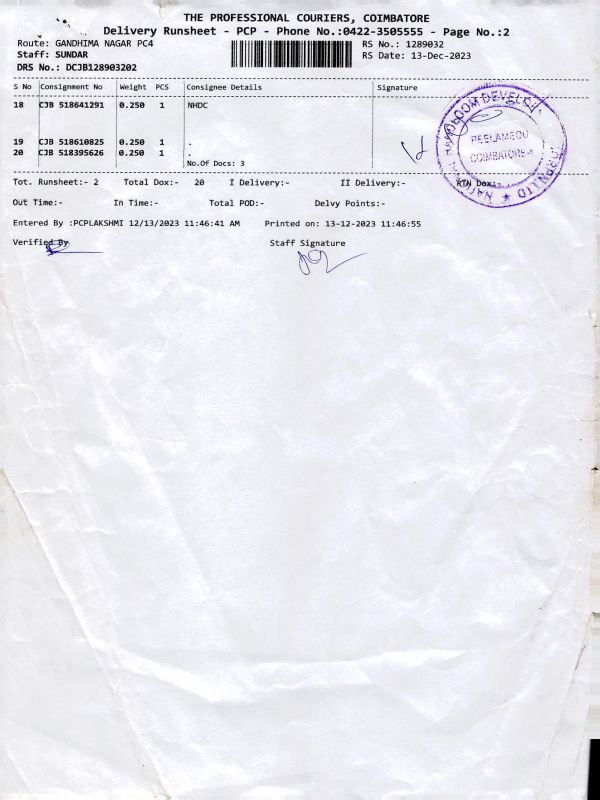 THE PROFESSIONAL COURIERS, COIMBATORE
Delivery Runsheet - PCP - Phone No.:0422-3505555 - Page No.:2
Route: GANDHIMA NAGAR PC4
RS No.: 1289032
Staff: SUNDAR
RS Date: 13-Dec-2023
DRS No.: DCJB128903202
S No Consignment No Weight PCS Consignee Details Signature
18 CJB 518641291 0.250 1 NHDC
19 CJB 518610825 0.250 1 .
20 CJB 518395626 0.250 1 .
No.Of Docs: 3
PEELAMEDU
COIMBATORE-4
Tot. Runsheet:- 2 Total Dox:- 20 I Delivery:- II Delivery:- RTN Dox:-
Out Time:- In Time:- Total POD:- Delvy Points:-
Entered By :PCPLAKSHMI 12/13/2023 11:46:41 AM Printed on: 13-12-2023 11:46:55
Verified By Staff Signature